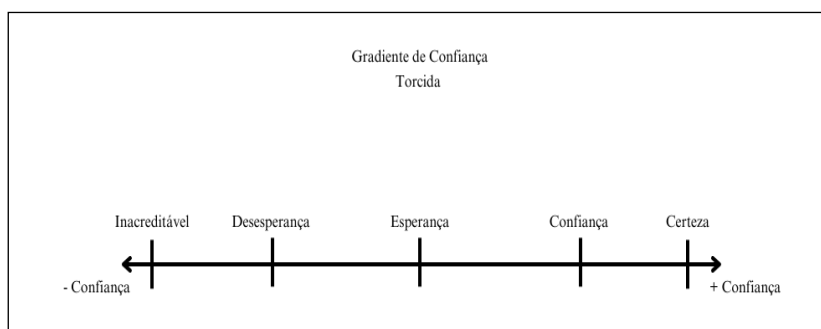 Gradiente de Confiança
Torcida
Inacreditável Desesperança Esperança Confiança Certeza
- Confiança + Confiança